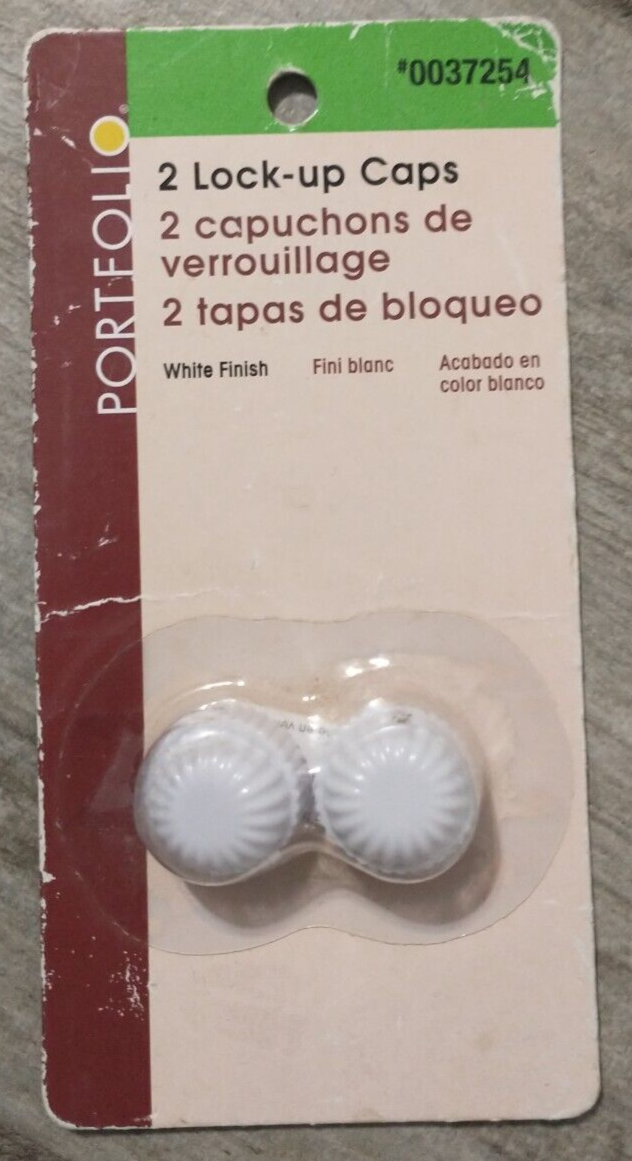 #0037254
PORTFOLIO
2 Lock-up Caps
2 capuchons de
verrouillage
2 tapas de bloqueo
White Finish
Fini blanc
Acabado en
color blanco